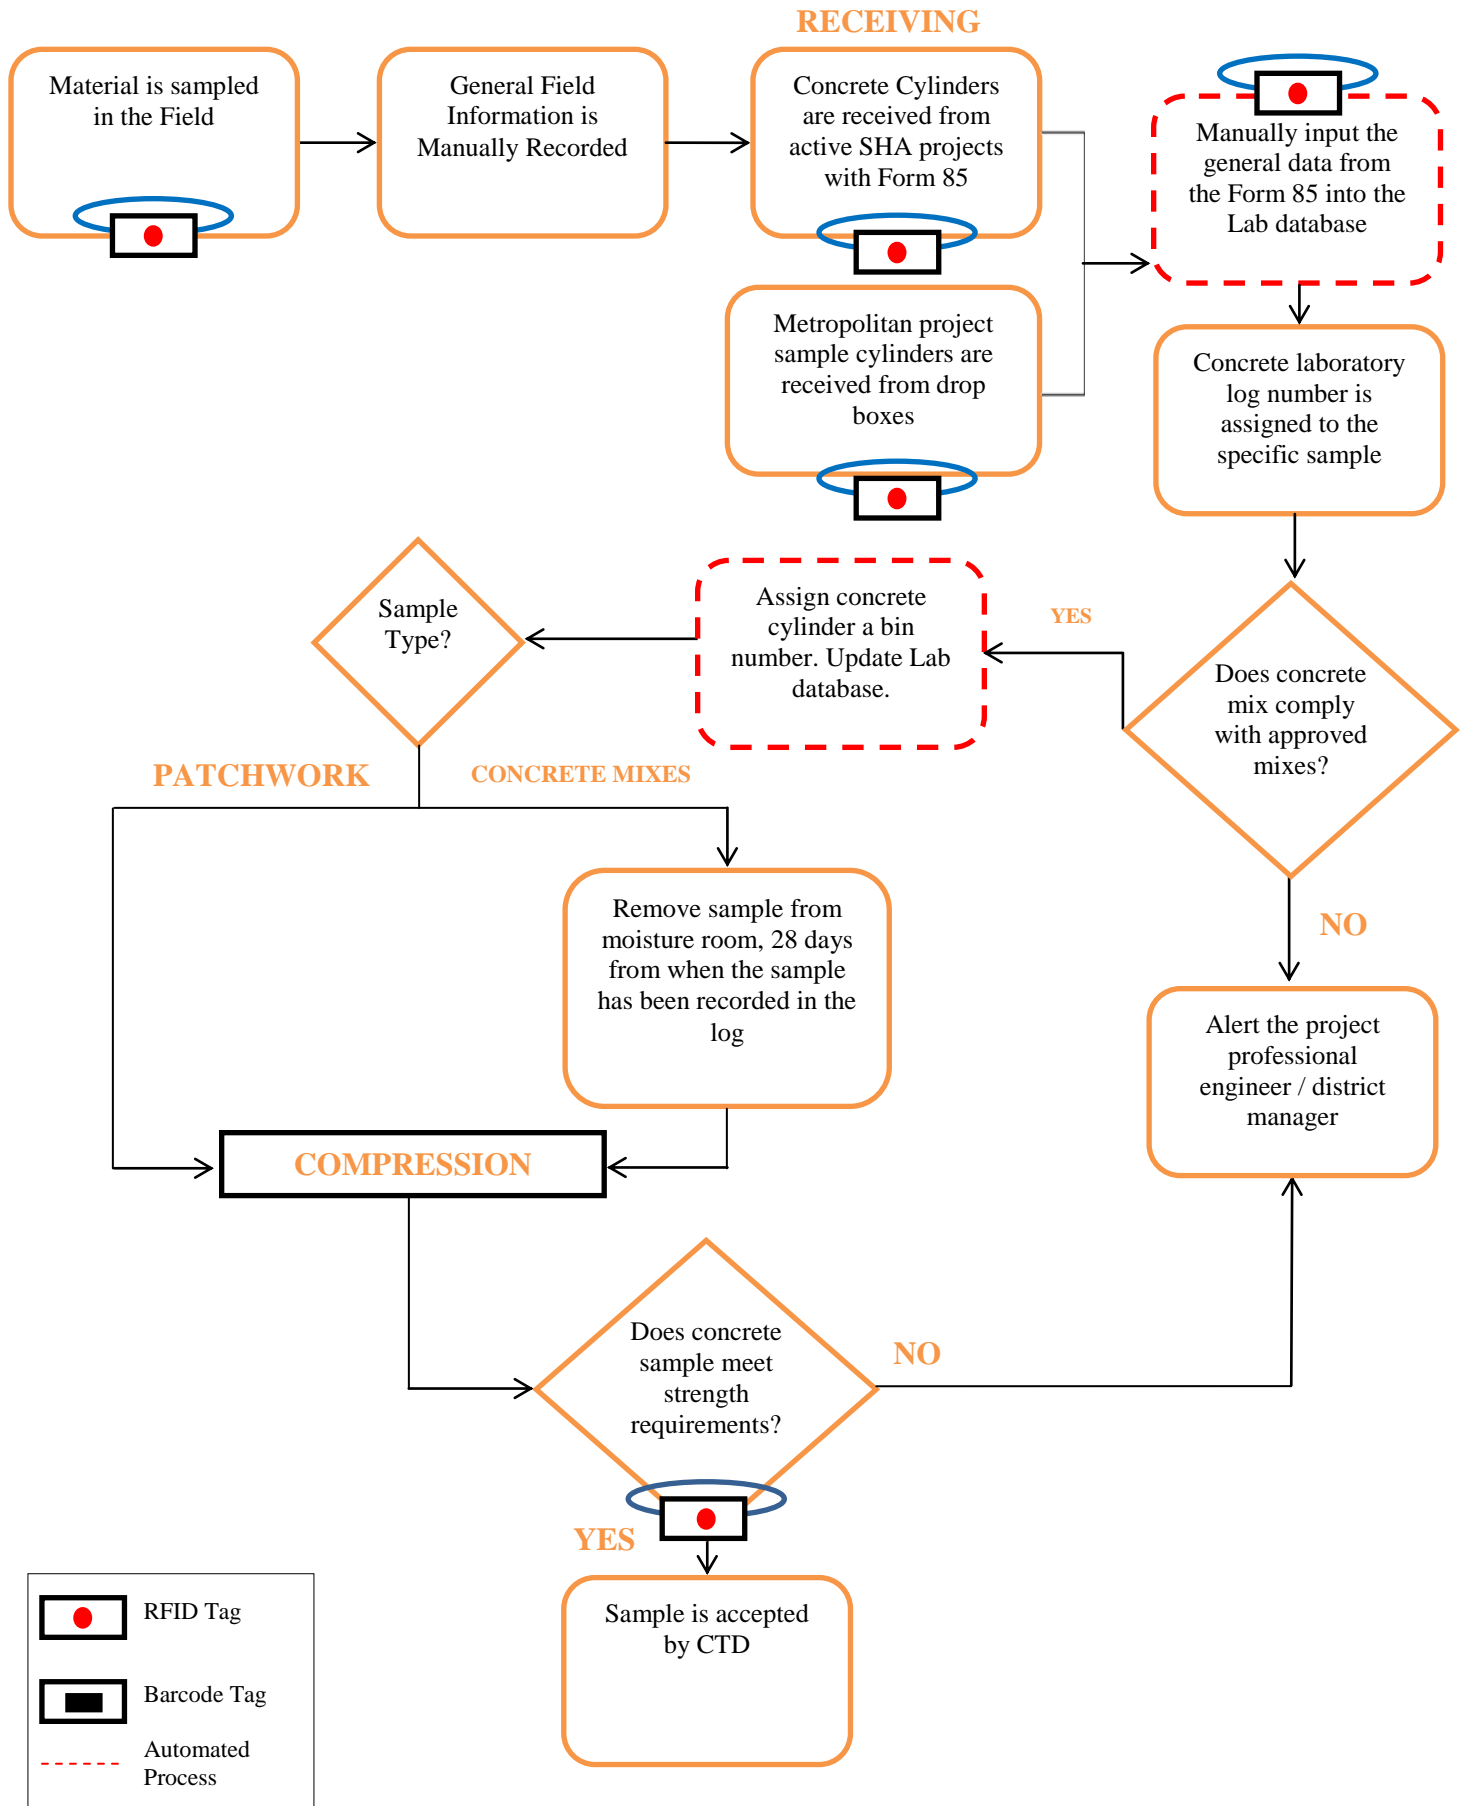 RECEIVING
Material is sampled
in the Field
General Field
Information is
Manually Recorded
Concrete Cylinders
are received from
active SHA projects
with Form 85
Manually input the
general data from
the Form 85 into the
Lab database
Metropolitan project
sample cylinders are
received from drop
boxes
Concrete laboratory
log number is
assigned to the
specific sample
Sample
Type?
Assign concrete
cylinder a bin
number. Update Lab
database.
YES
Does concrete
mix comply
with approved
mixes?
PATCHWORK
CONCRETE MIXES
Remove sample from
moisture room, 28 days
from when the sample
has been recorded in the
log
NO
Alert the project
professional
engineer / district
manager
COMPRESSION
Does concrete
sample meet
strength
requirements?
NO
YES
Sample is accepted
by CTD
RFID Tag
Barcode Tag
Automated
Process